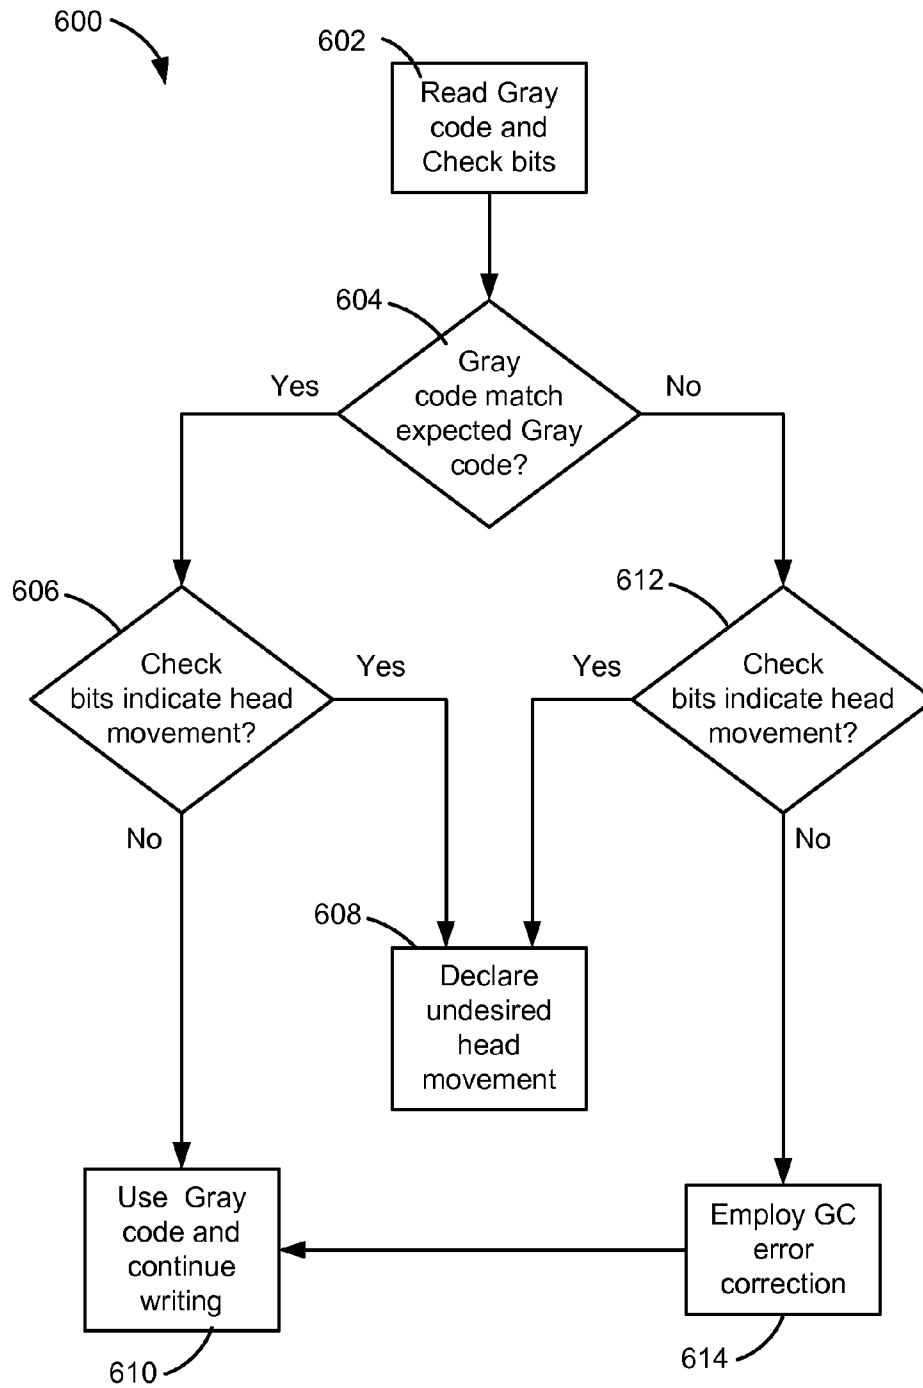 600
602
Read Gray
code and
Check bits
604
Gray
code match
expected Gray
code?
Yes
No
606
Check
bits indicate head
movement?
Yes
No
612
Check
bits indicate head
movement?
Yes
No
608
Declare
undesired
head
movement
Use Gray
code and
continue
writing
610
Employ GC
error
correction
614